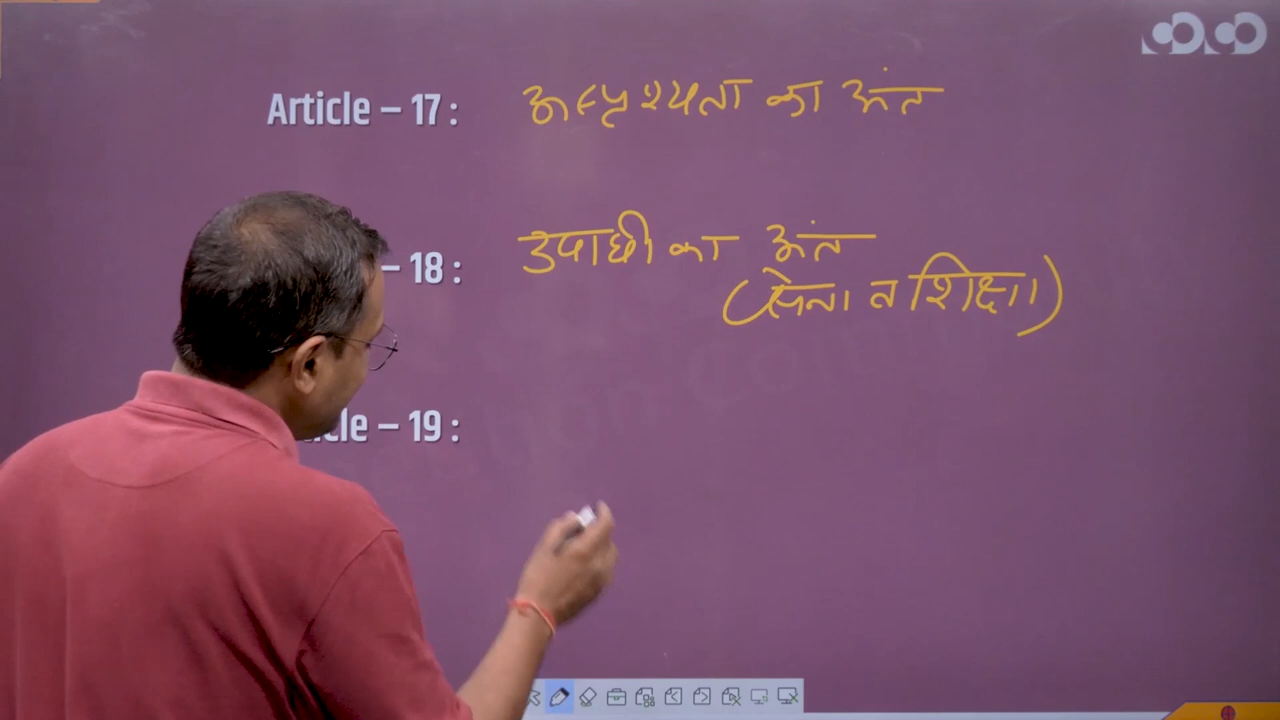 Article – 17 : अस्पृश्यता का अंत
– 18 : उपाधी का अंत
(सेना व शिक्षा)
cle – 19 :